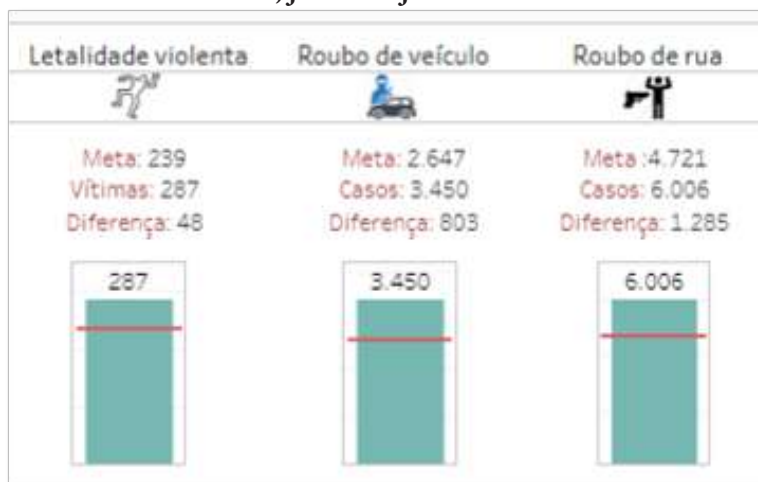 Letalidade violenta Roubo de veículo Roubo de rua
Meta: 239 Meta: 2.647 Meta :4.721
Vítimas: 287 Casos: 3.450 Casos: 6.006
Diferença: 48 Diferença: 803 Diferença: 1.285
287 3.450 6.006